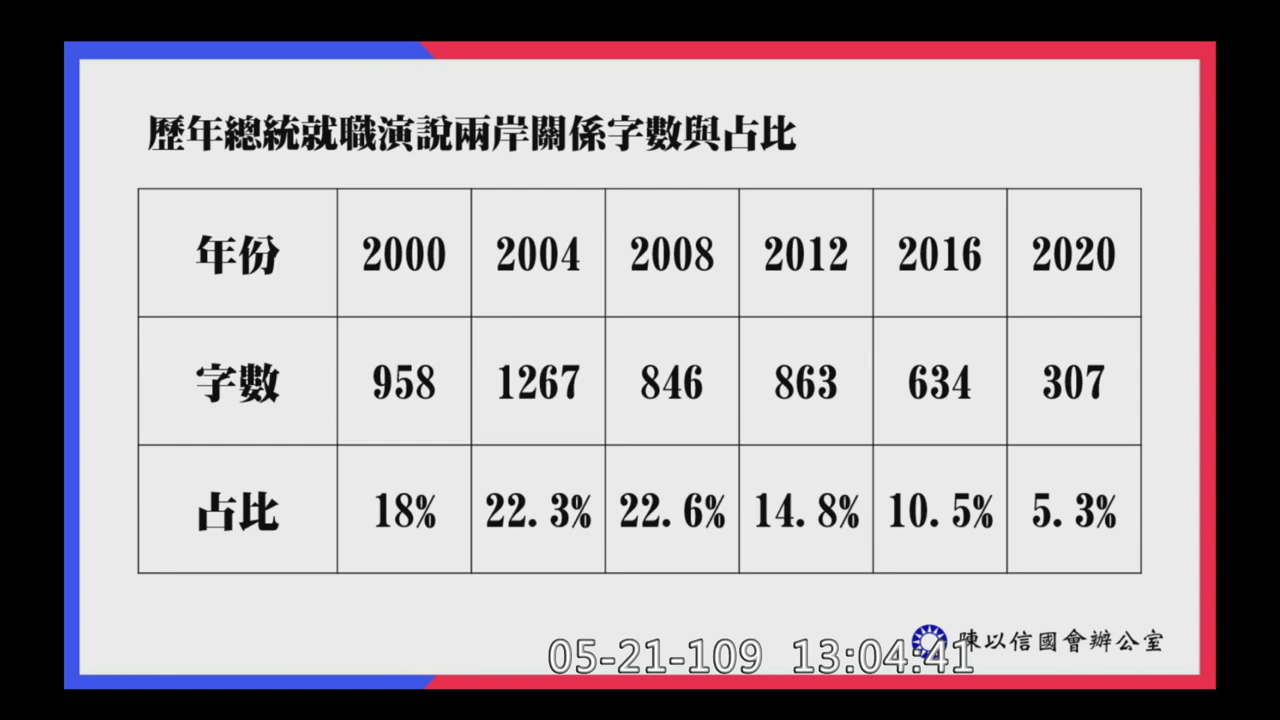 歷年總統就職演說兩岸關係字數與占比
年份 2000 2004 2008 2012 2016 2020
字數 958 1267 846 863 634 307
占比 18% 22.3% 22.6% 14.8% 10.5% 5.3%
陳以信國會辦公室
05-21-109 13:04:41